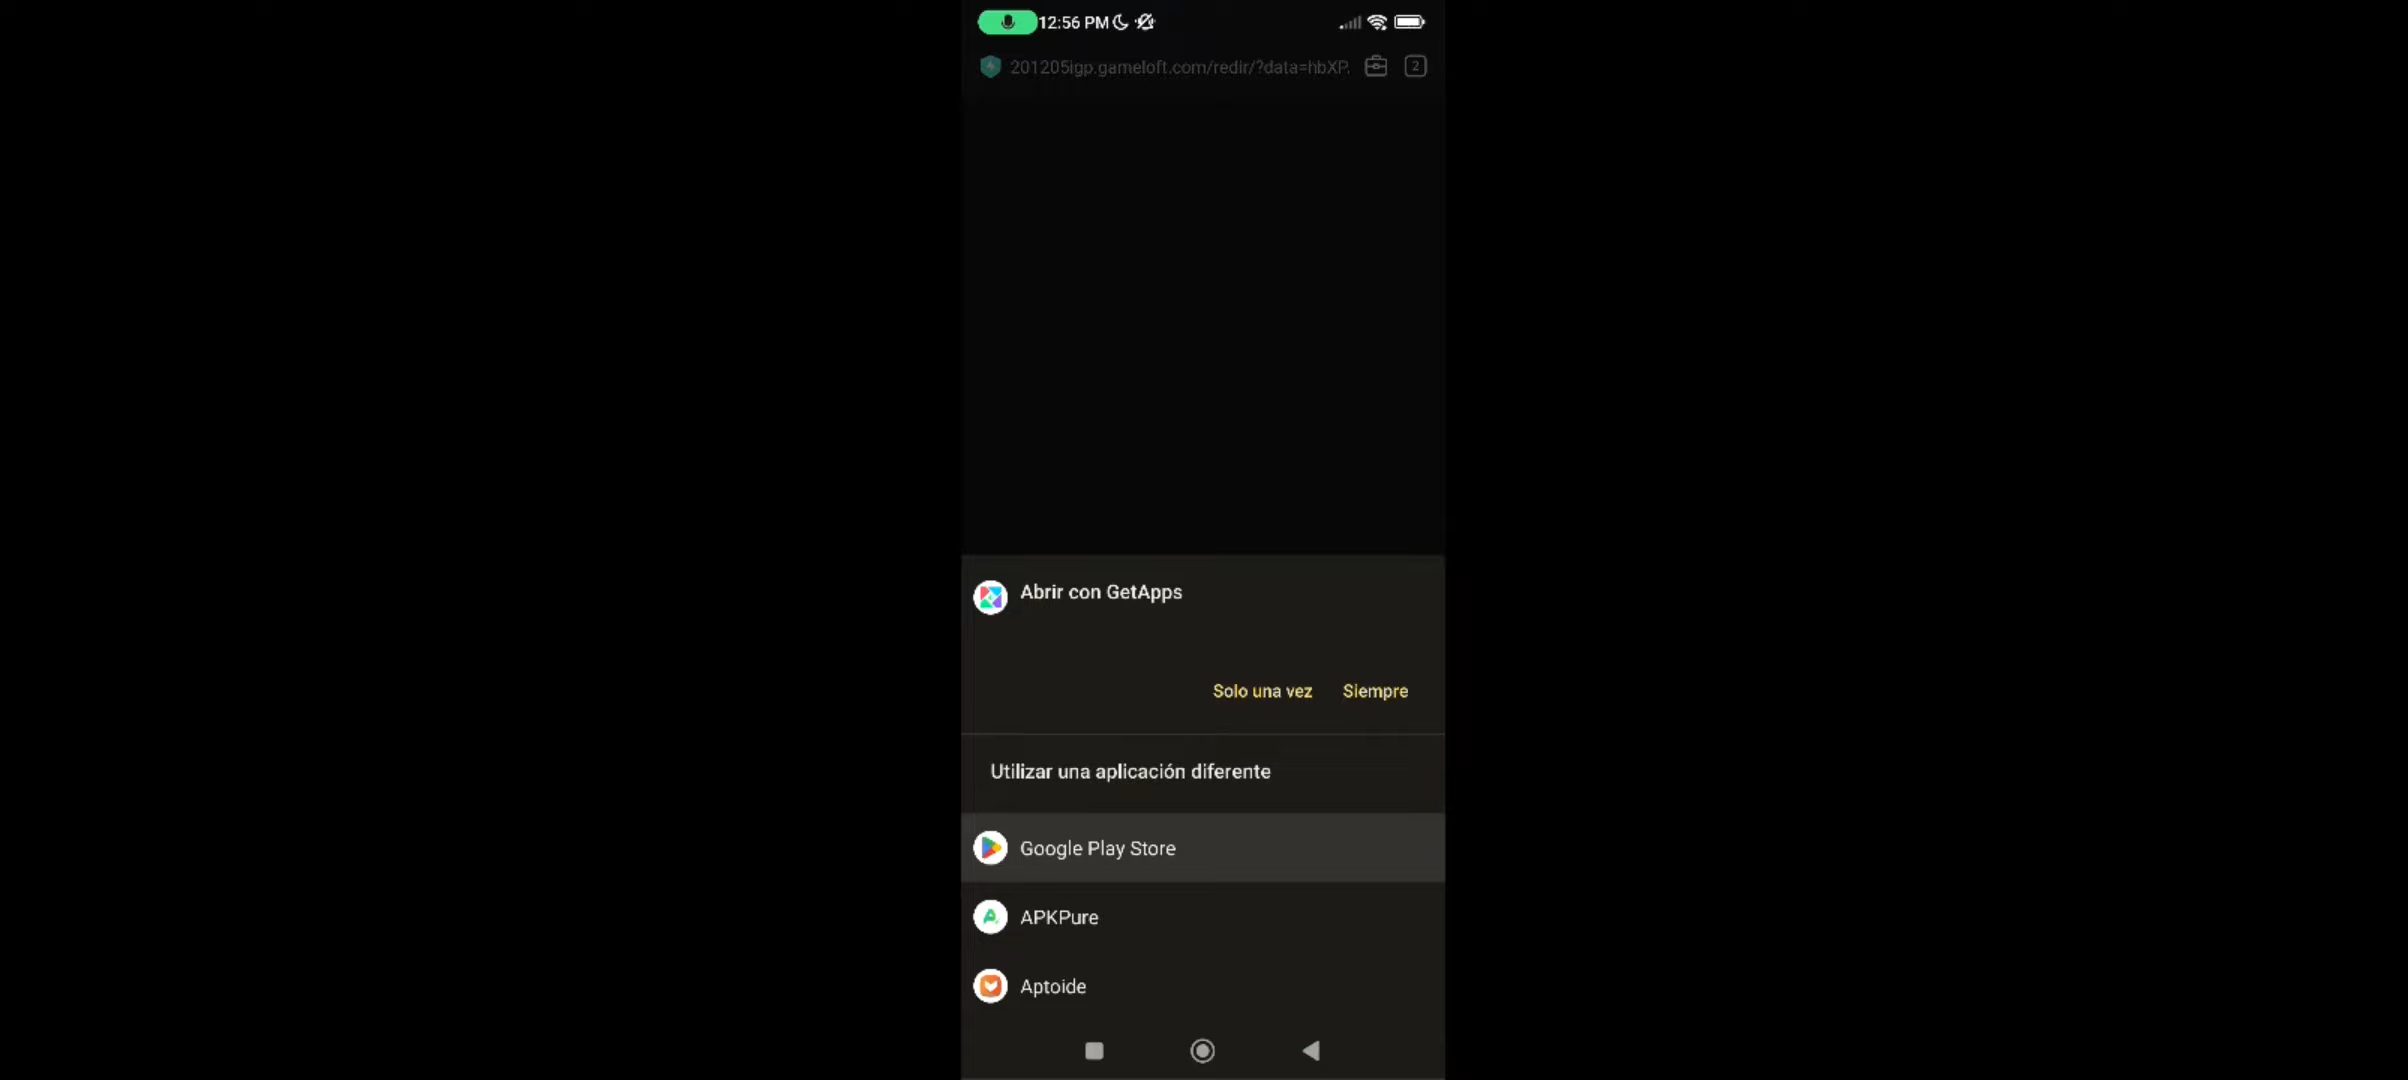 12:56 PM
201205igp.gameloft.com/redir/?data=hbXP.
2
Abrir con GetApps
Solo una vez Siempre
Utilizar una aplicación diferente
Google Play Store
APKPure
Aptoide